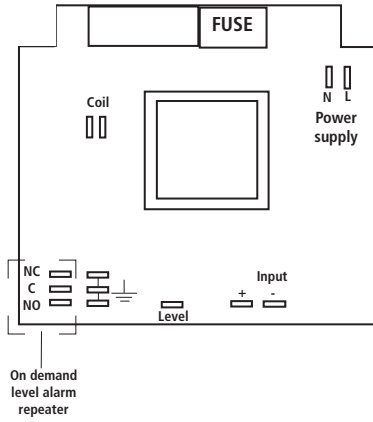 FUSE
N L
Power
supply
Coil
NC
C
NO
Level
Input
+ -
On demand
level alarm
repeater